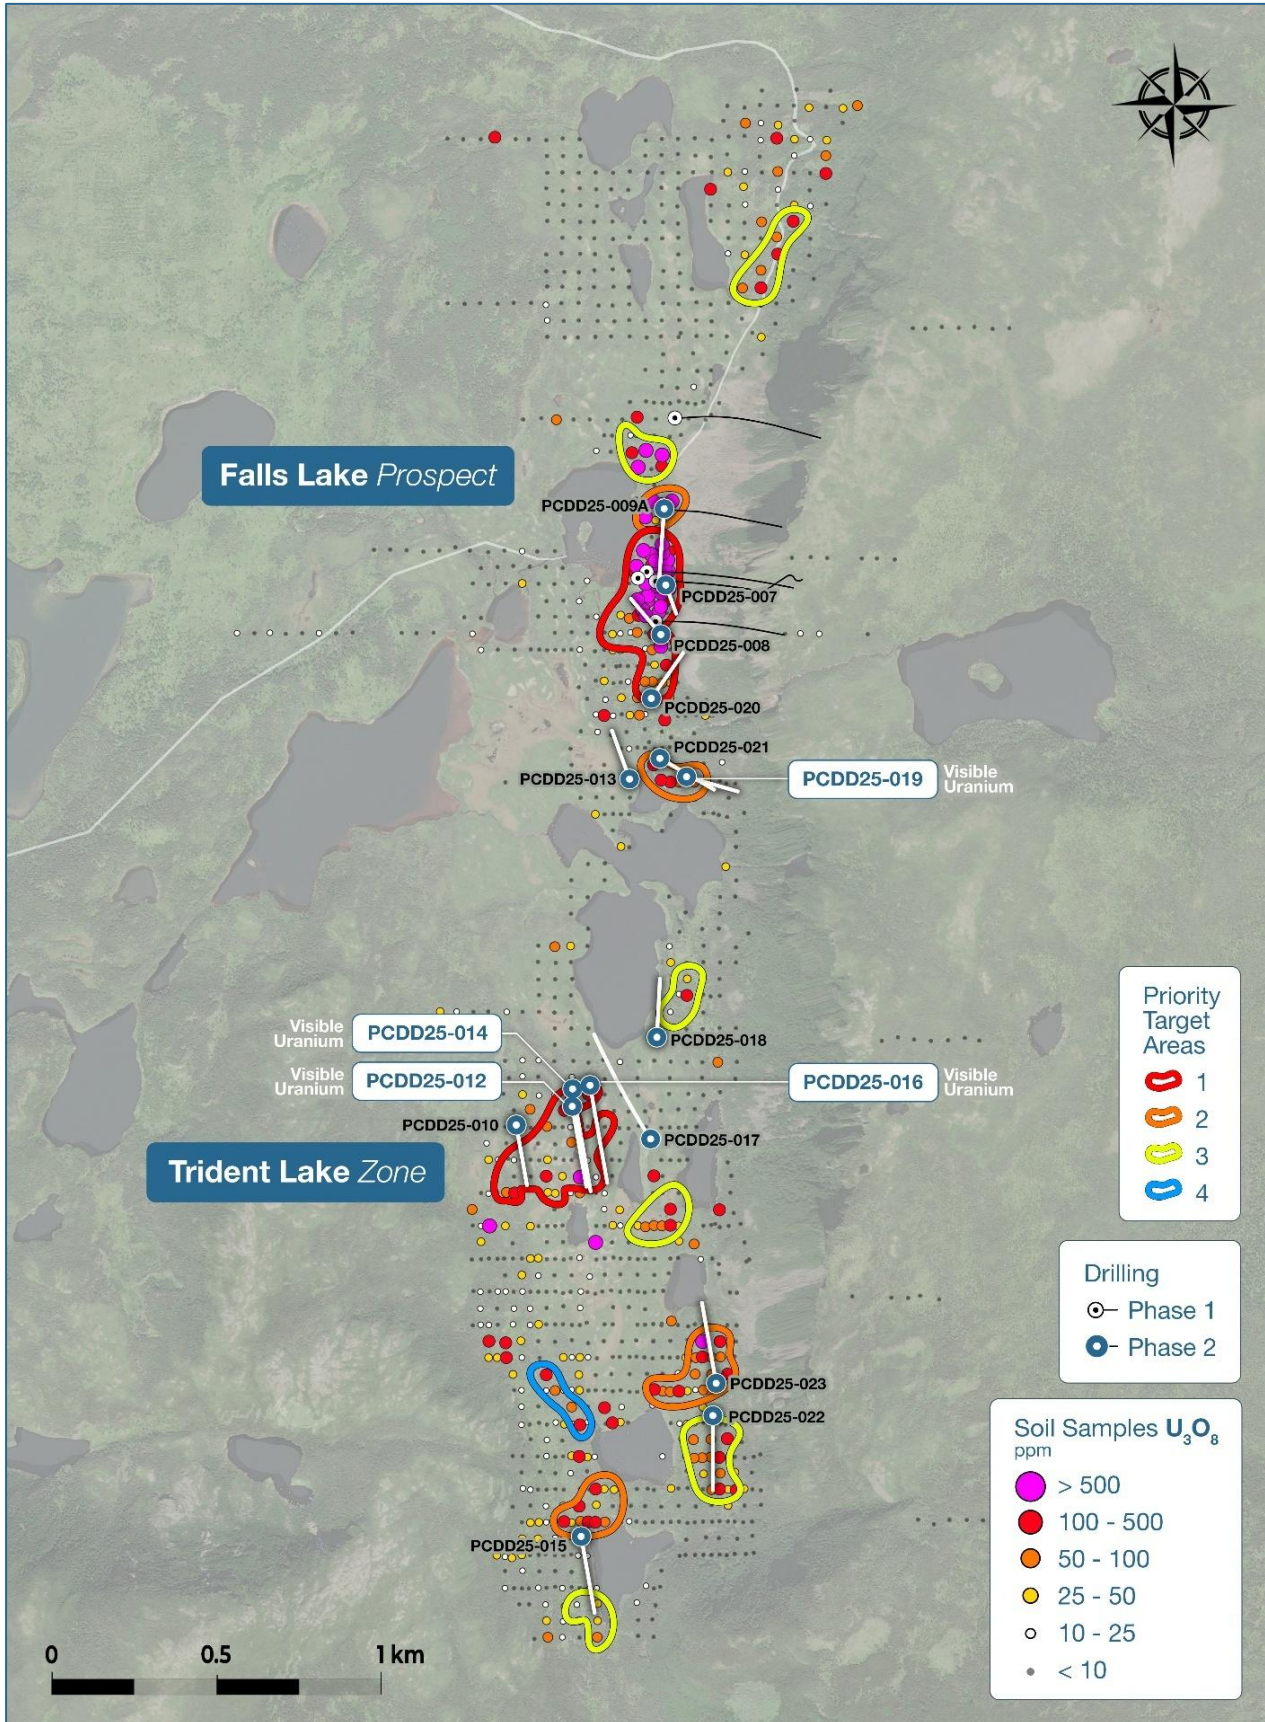 Falls Lake Prospect
PCDD25-009A
PCDD25-007
PCDD25-008
PCDD25-020
PCDD25-021
PCDD25-013
PCDD25-019
Visible
Uranium
PCDD25-018
Visible
Uranium
PCDD25-014
Visible
Uranium
PCDD25-012
PCDD25-016
Visible
Uranium
PCDD25-010
PCDD25-017
Trident Lake Zone
PCDD25-023
PCDD25-022
PCDD25-015
Priority
Target
Areas
1
2
3
4
Drilling
Phase 1
Phase 2
Soil Samples U₃O₈
ppm
> 500
100 - 500
50 - 100
25 - 50
10 - 25
< 10
0 0.5 1 km